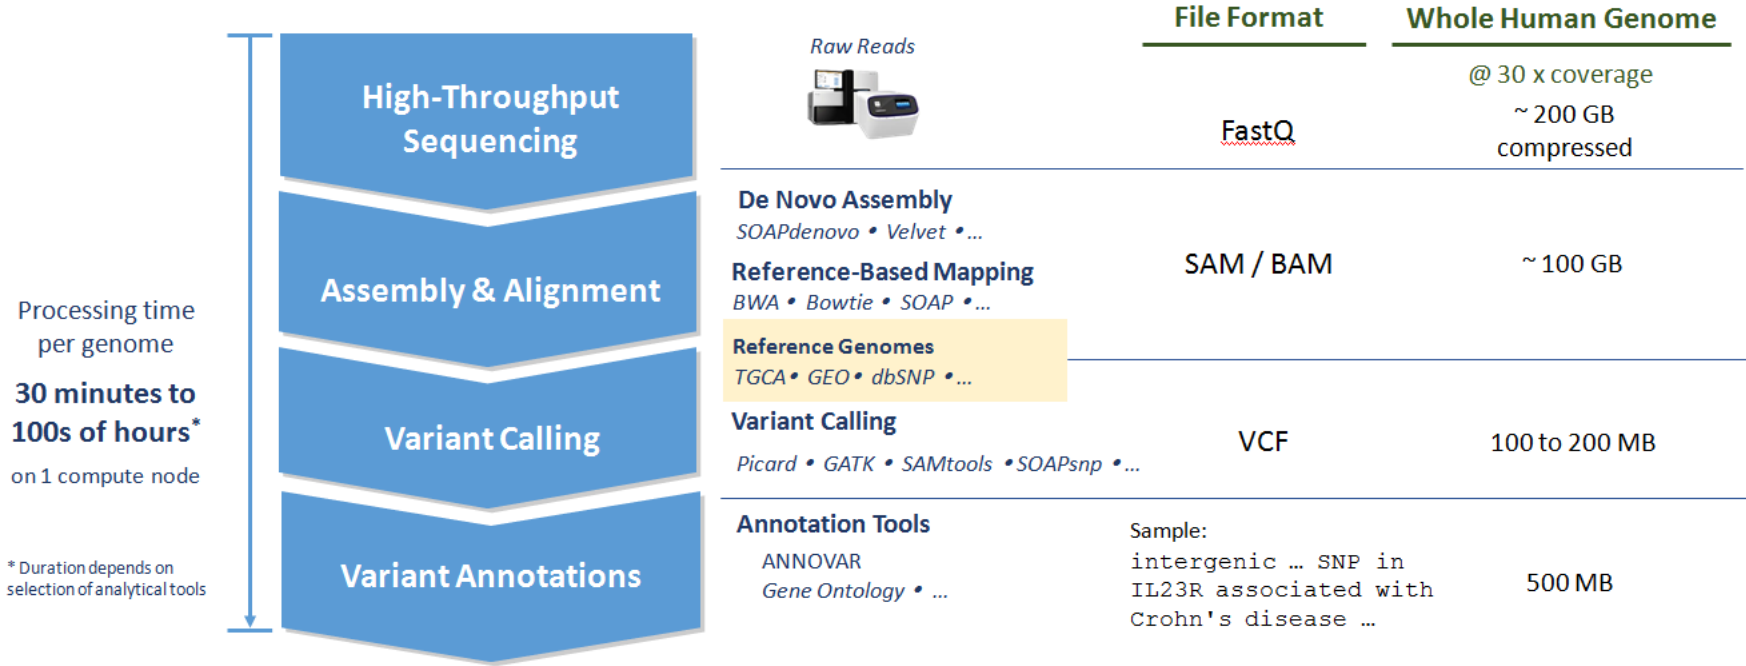 File Format
Whole Human Genome
Raw Reads
@ 30 x coverage
High-Throughput
Sequencing
FastQ
~ 200 GB
compressed
De Novo Assembly
SOAPdenovo • Velvet • ...
Assembly & Alignment
Reference-Based Mapping
BWA • Bowtie • SOAP • ...
SAM / BAM
~ 100 GB
Reference Genomes
TGCA • GEO • dbSNP • ...
Processing time
per genome
30 minutes to
100s of hours*
on 1 compute node
Variant Calling
Variant Calling
Picard • GATK • SAMtools • SOAPsnp • ...
VCF
100 to 200 MB
* Duration depends on
selection of analytical tools
Variant Annotations
Annotation Tools
ANNOVAR
Gene Ontology • ...
Sample:
intergenic … SNP in
IL23R associated with
Crohn's disease …
500 MB